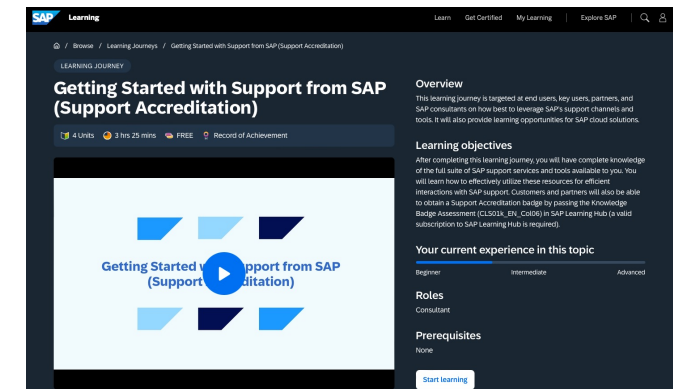 SAP Learning Learn Get Certified My Learning Explore SAP
/ Browse / Learning Journeys / Getting Started with Support from SAP (Support Accreditation)
LEARNING JOURNEY
Getting Started with Support from SAP
(Support Accreditation)
4 Units 3 hrs 25 mins FREE Record of Achievement
Getting Started w pport from SAP
(Support ditation)
Overview
This learning journey is targeted at end users, key users, partners, and
SAP consultants on how best to leverage SAP's support channels and
tools. It will also provide learning opportunities for SAP cloud solutions.
Learning objectives
After completing this learning journey, you will have complete knowledge
of the full suite of SAP support services and tools available to you. You
will learn how to effectively utilize these resources for efficient
interactions with SAP support. Customers and partners will also be able
to obtain a Support Accreditation badge by passing the Knowledge
Badge Assessment (CLS01k_EN_Col06) in SAP Learning Hub (a valid
subscription to SAP Learning Hub is required).
Your current experience in this topic
Beginner Intermediate Advanced
Roles
Consultant
Prerequisites
None
Start learning